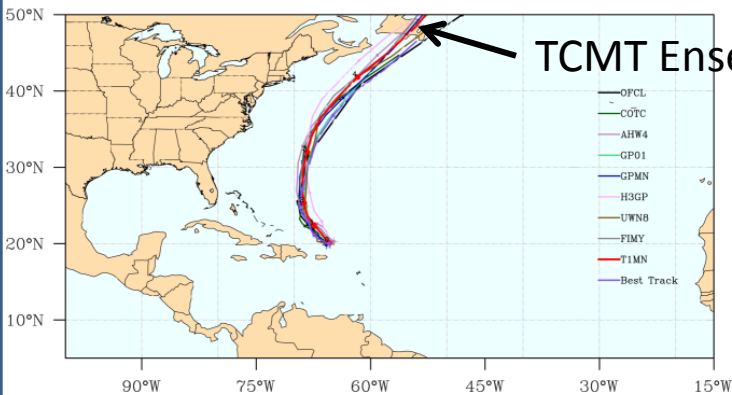 50°N
TCMT Ense
40°N
OFCL
COTC
AHW4
30°N
GP01
GPMN
H3GP
UWN8
20°N
FIMY
T1MN
Best Track
10°N
90°W 75°W 60°W 45°W 30°W 15°W